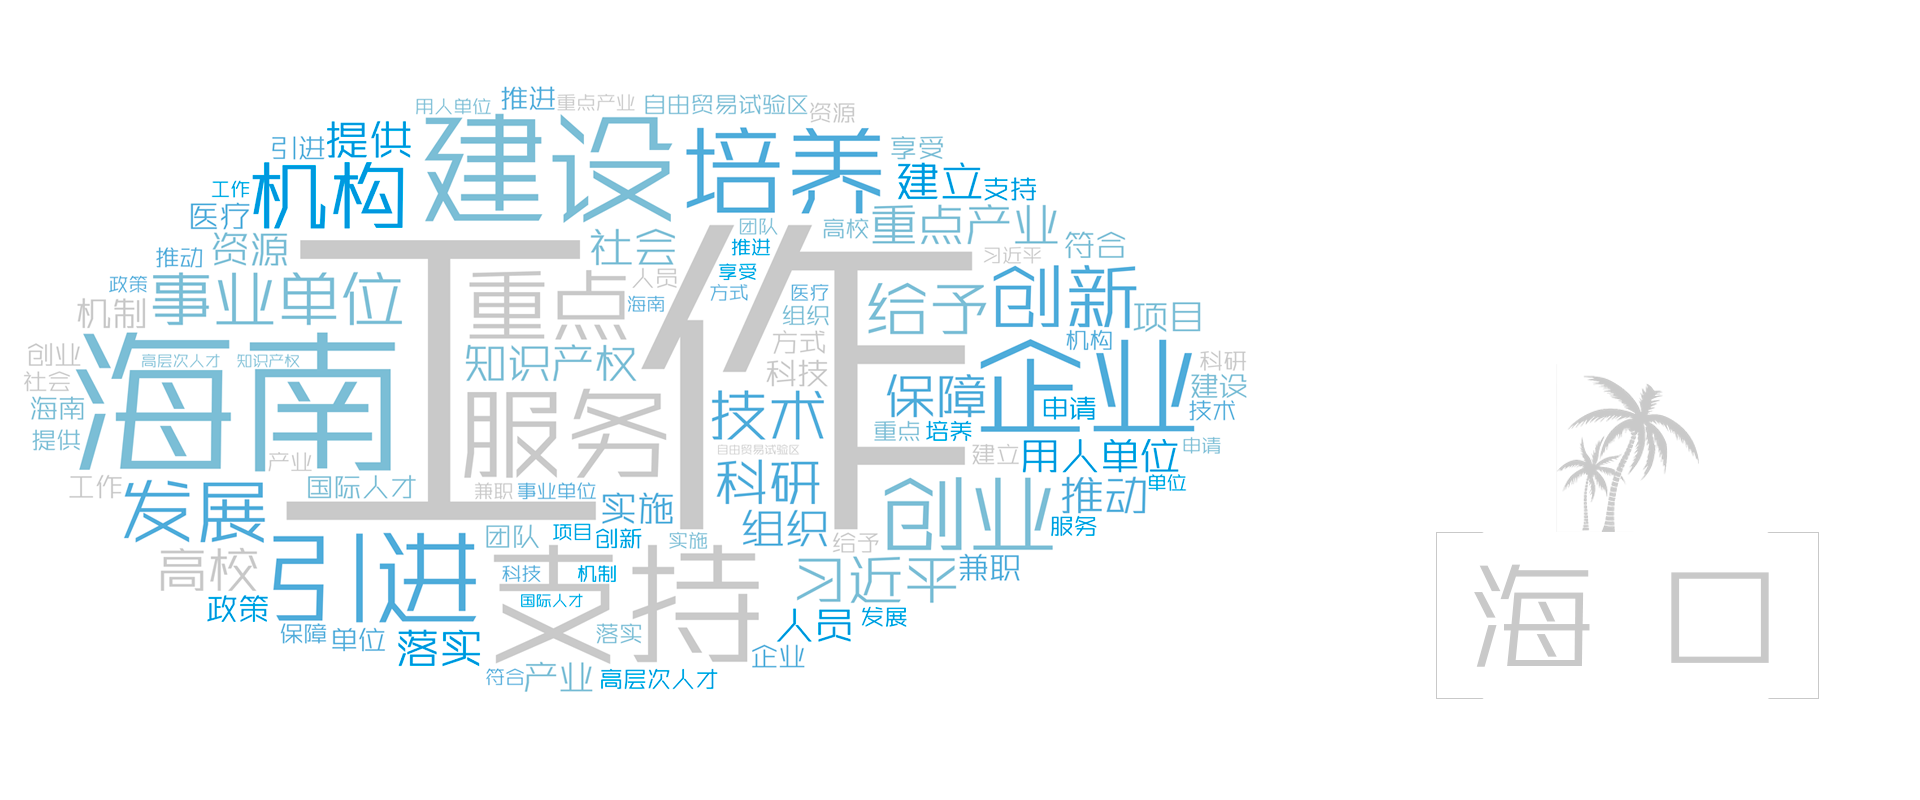 用人单位
推进
重点产业
自由贸易试验区
资源
引进
提供
建设
培养
享受
工作
机构
建立
支持
医疗
资源
社会
团队
高校
重点产业
符合
推动
推进
习近平
政策
事业单位
重点
人员
享受
方式
医疗
给予
创新
机制
海南
组织
项目
工作
创业
高层次人才
知识产权
知识产权
方式
机构
科研
社会
海南
科技
保障
企业
建设
海南
服务
技术
申请
技术
提供
重点
培养
产业
自由贸易试验区
建立
用人单位
申请
工作
国际人才
兼职
事业单位
科研
推动
单位
发展
实施
组织
创业
服务
引进
团队
项目
创新
实施
给予
高校
支持
科技
机制
习近平
兼职
政策
国际人才
人员
发展
保障
单位
落实
落实
企业
符合
产业
高层次人才
海口